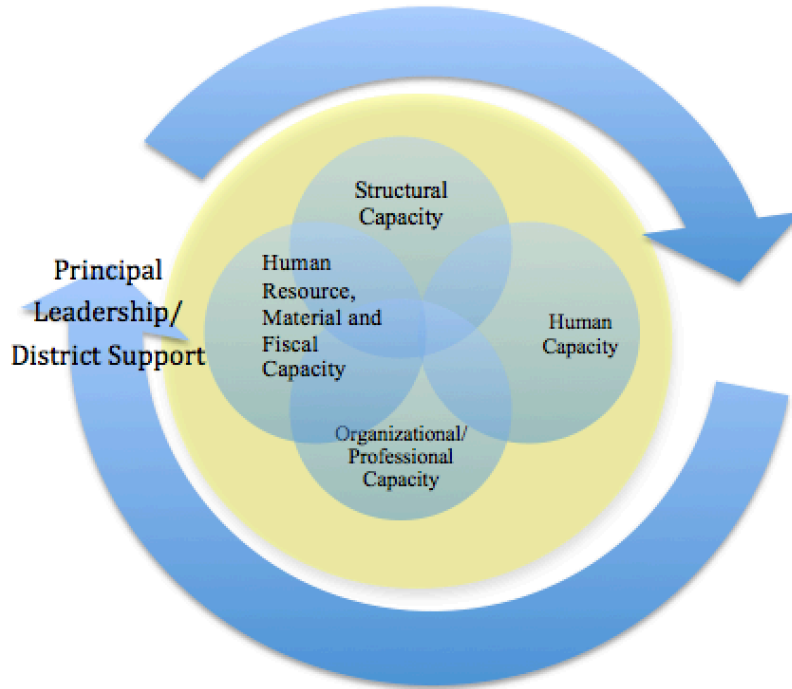 Structural
Capacity
Principal
Leadership/
District Support
Human
Resource,
Material and
Fiscal
Capacity
Human
Capacity
Organizational/
Professional
Capacity